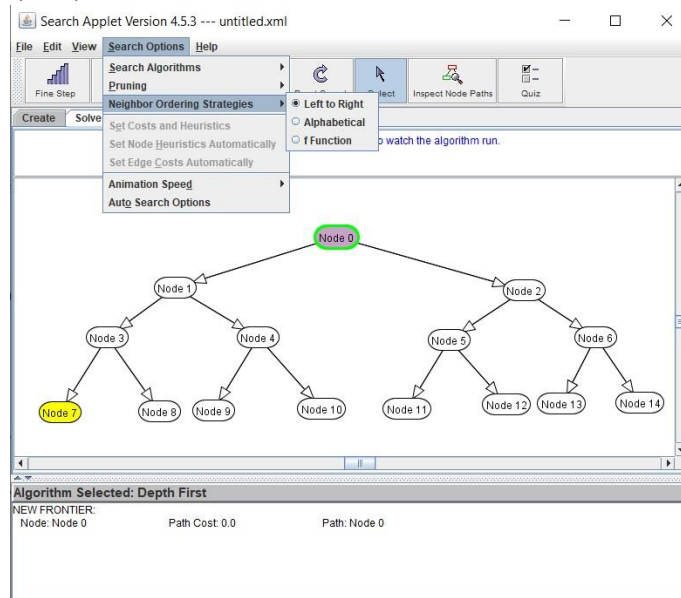 Search Applet Version 4.5.3 --- untitled.xml
File Edit View Search Options Help
Search Algorithms
Pruning
Neighbor Ordering Strategies
Set Costs and Heuristics
Set Node Heuristics Automatically
Set Edge Costs Automatically
Animation Speed
Auto Search Options
Left to Right
Alphabetical
f Function
Fine Step
Inspect Node Paths
Quiz
Create Solve
to watch the algorithm run.
Node 0
Node 1 Node 2
Node 3 Node 4 Node 5 Node 6
Node 7 Node 8 Node 9 Node 10 Node 11 Node 12 Node 13 Node 14
Algorithm Selected: Depth First
NEW FRONTIER:
Node: Node 0 Path Cost: 0.0 Path: Node 0